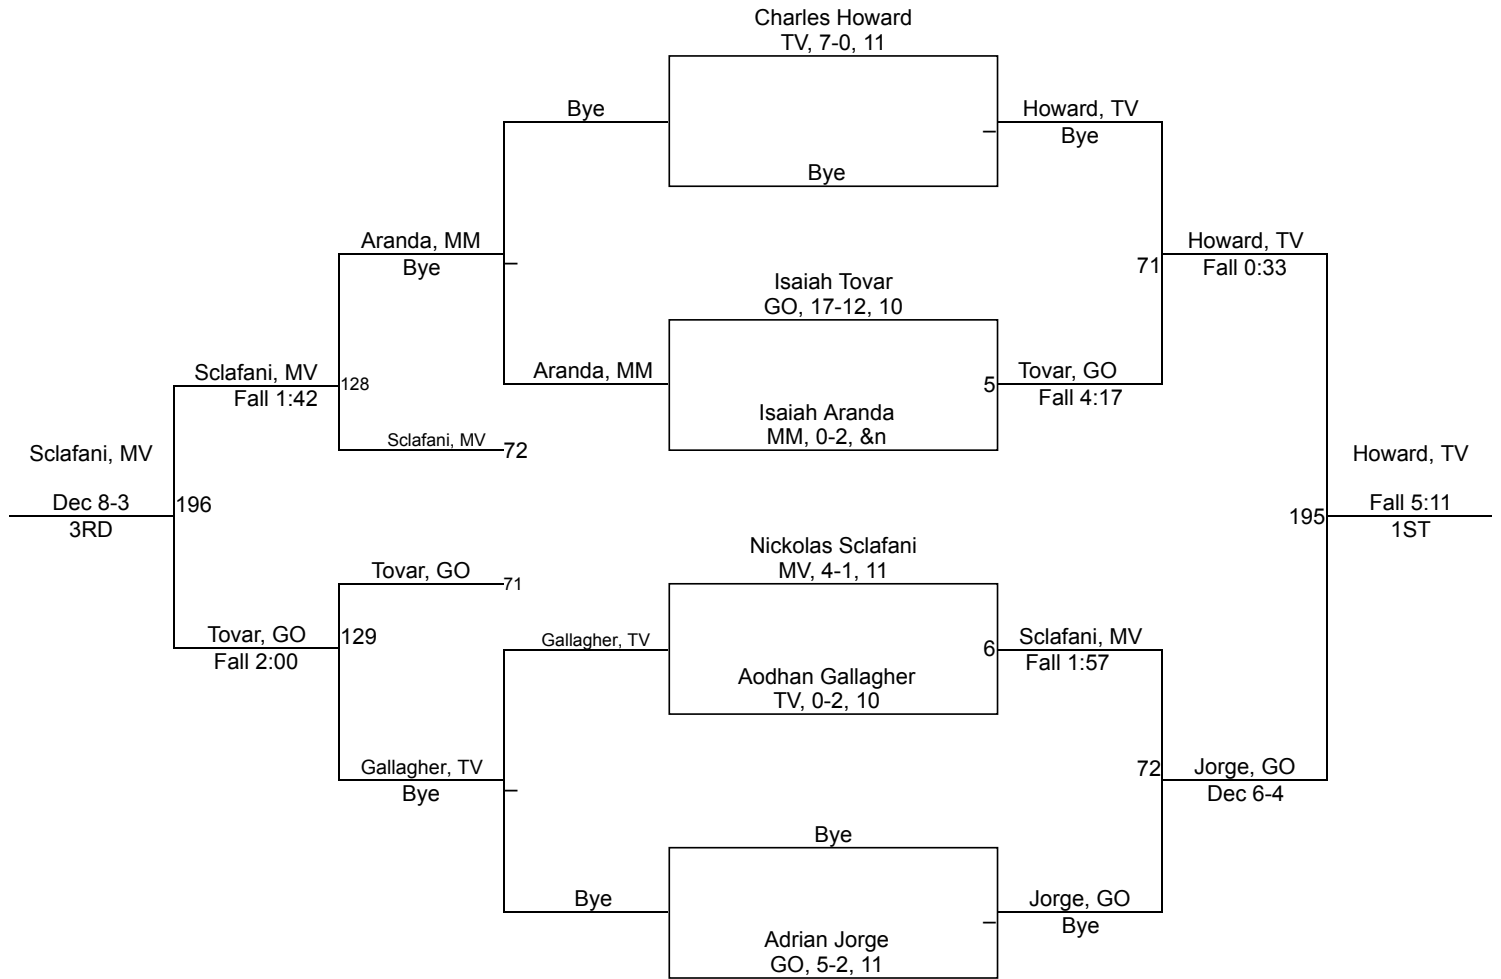 Charles Howard
TV, 7-0, 11
Bye
Howard, TV
Bye
Bye
Aranda, MM
Bye
Howard, TV
Fall 0:33
71
Isaiah Tovar
GO, 17-12, 10
Sclafani, MV
Fall 1:42
128
Aranda, MM
5
Tovar, GO
Fall 4:17
Isaiah Aranda
MM, 0-2, &n
Sclafani, MV
72
Sclafani, MV
Dec 8-3
3RD
196
Howard, TV
Fall 5:11
1ST
195
Nickolas Sclafani
MV, 4-1, 11
Tovar, GO
71
Tovar, GO
Fall 2:00
129
Gallagher, TV
6
Sclafani, MV
Fall 1:57
Aodhan Gallagher
TV, 0-2, 10
Gallagher, TV
Bye
72
Jorge, GO
Dec 6-4
Bye
Bye
Jorge, GO
Bye
Adrian Jorge
GO, 5-2, 11